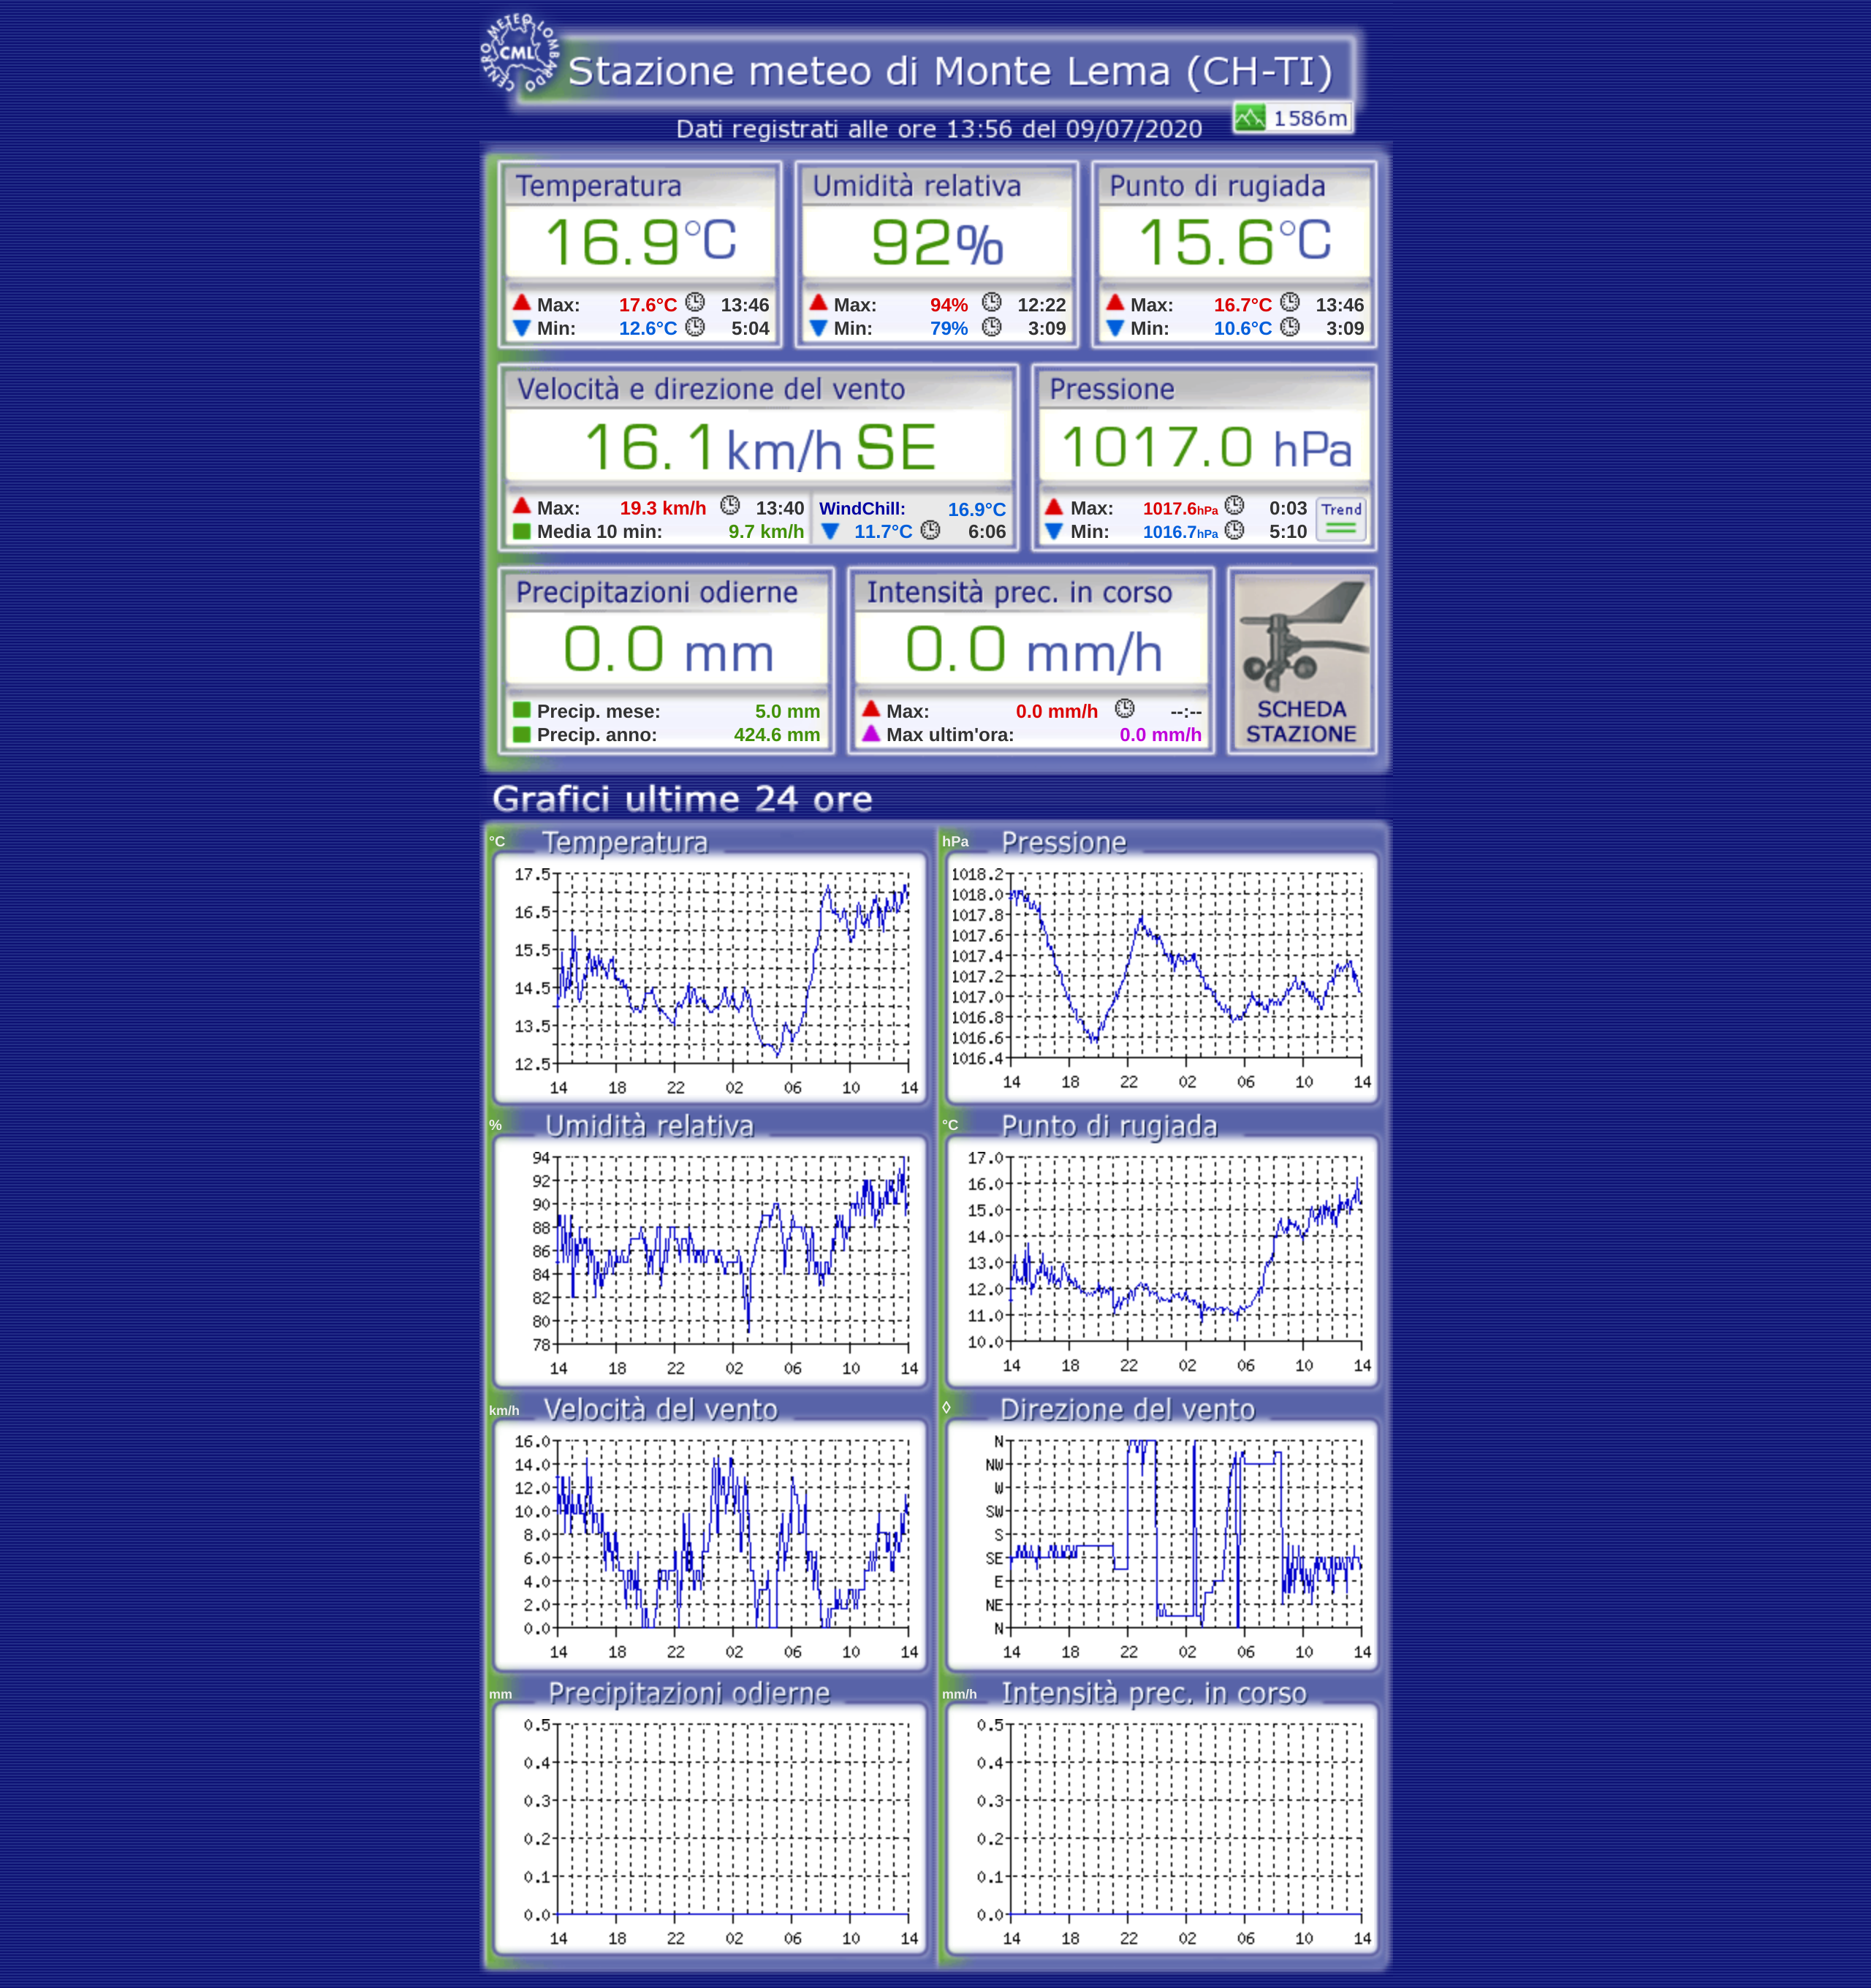 CENTRO METEO LOMBARDO
CML
Stazione meteo di Monte Lema (CH-TI)
1586m
Dati registrati alle ore 13:56 del 09/07/2020
Temperatura Umidità relativa Punto di rugiada
16.9°C 92% 15.6°C
Max: 17.6°C 13:46 Max: 94% 12:22 Max: 16.7°C 13:46
Min: 12.6°C 5:04 Min: 79% 3:09 Min: 10.6°C 3:09
Velocità e direzione del vento Pressione
16.1 km/h SE 1017.0 hPa
Max: 19.3 km/h 13:40 WindChill: 16.9°C Max: 1017.6hPa 0:03 Trend
Media 10 min: 9.7 km/h 11.7°C 6:06 Min: 1016.7hPa 5:10
Precipitazioni odierne Intensità prec. in corso
0.0 mm 0.0 mm/h
Precip. mese: 5.0 mm Max: 0.0 mm/h --:-- SCHEDA
Precip. anno: 424.6 mm Max ultim'ora: 0.0 mm/h STAZIONE
Grafici ultime 24 ore
°C Temperatura
17.5
16.5
15.5
14.5
13.5
12.5
14 18 22 02 06 10 14
hPa Pressione
1018.2
1018.0
1017.8
1017.6
1017.4
1017.2
1017.0
1016.8
1016.6
1016.4
14 18 22 02 06 10 14
% Umidità relativa
94
92
90
88
86
84
82
80
78
14 18 22 02 06 10 14
°C Punto di rugiada
17.0
16.0
15.0
14.0
13.0
12.0
11.0
10.0
14 18 22 02 06 10 14
km/h Velocità del vento
16.0
14.0
12.0
10.0
8.0
6.0
4.0
2.0
0.0
14 18 22 02 06 10 14
◊ Direzione del vento
N
NW
W
SW
S
SE
E
NE
N
14 18 22 02 06 10 14
mm Precipitazioni odierne
0.5
0.4
0.3
0.2
0.1
0.0
14 18 22 02 06 10 14
mm/h Intensità prec. in corso
0.5
0.4
0.3
0.2
0.1
0.0
14 18 22 02 06 10 14